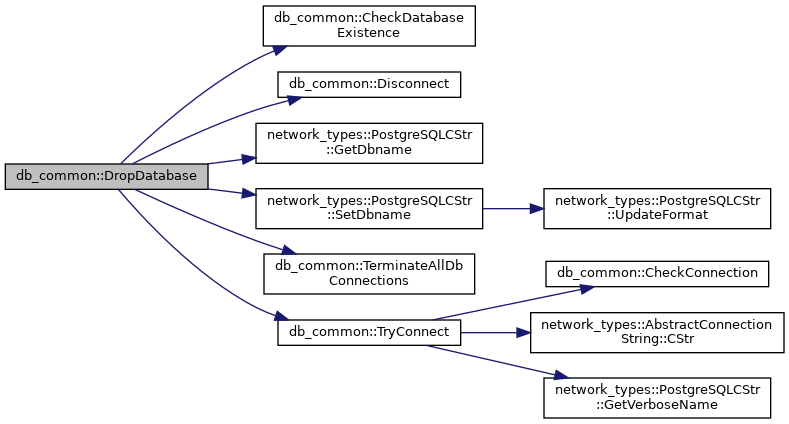 db_common::DropDatabase
db_common::CheckDatabase
Existence
db_common::Disconnect
network_types::PostgreSQLCStr
::GetDbname
network_types::PostgreSQLCStr
::SetDbname
network_types::PostgreSQLCStr
::UpdateFormat
db_common::TerminateAllDb
Connections
db_common::TryConnect
db_common::CheckConnection
network_types::AbstractConnection
String::CStr
network_types::PostgreSQLCStr
::GetVerboseName